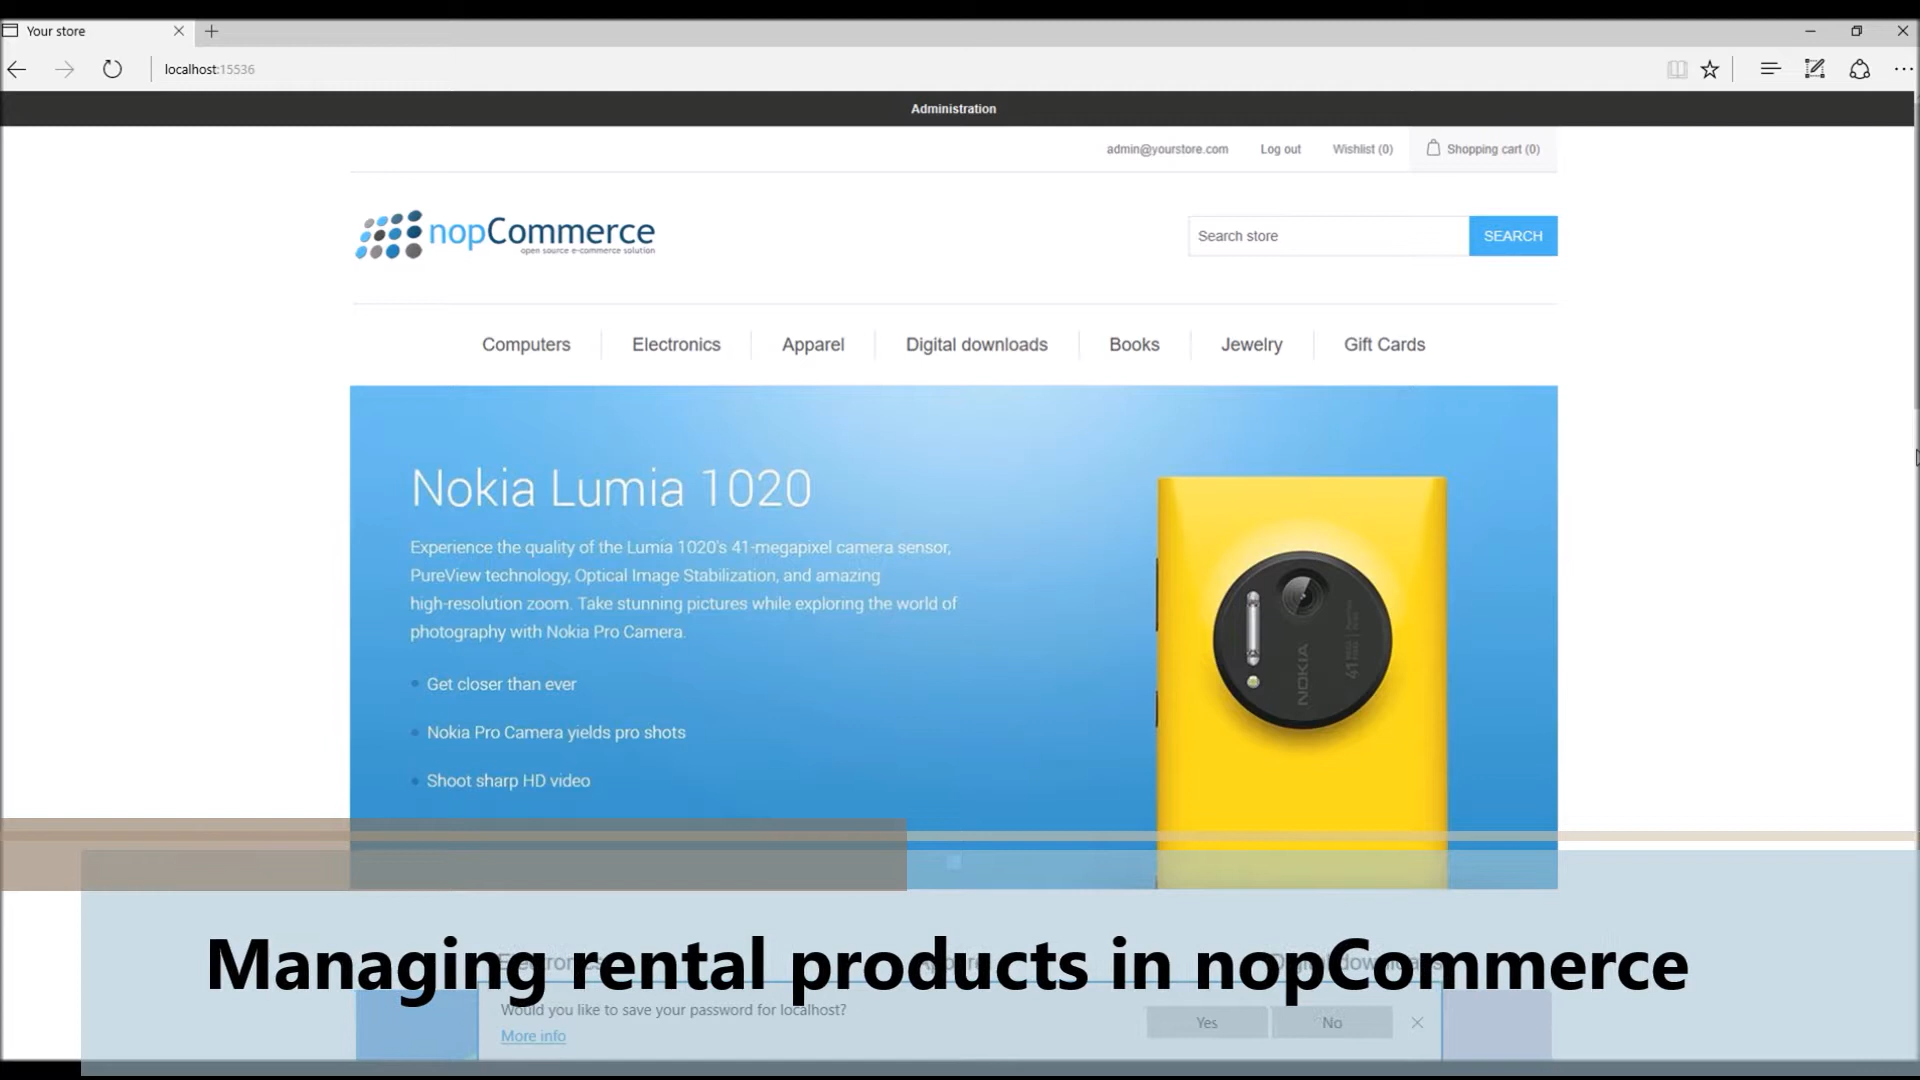 Your store
localhost:15536
Administration
admin@yourstore.com Log out Wishlist (0) Shopping cart (0)
nopCommerce
open source e-commerce solution
Search store SEARCH
Computers Electronics Apparel Digital downloads Books Jewelry Gift Cards
Nokia Lumia 1020
Experience the quality of the Lumia 1020's 41-megapixel camera sensor,
PureView technology, Optical Image Stabilization, and amazing
high-resolution zoom. Take stunning pictures while exploring the world of
photography with Nokia Pro Camera.
Get closer than ever
Nokia Pro Camera yields pro shots
Shoot sharp HD video
NOKIA
41
Electronics Apparel Digital downloads
Managing rental products in nopCommerce
Would you like to save your password for localhost?
More info
Yes No